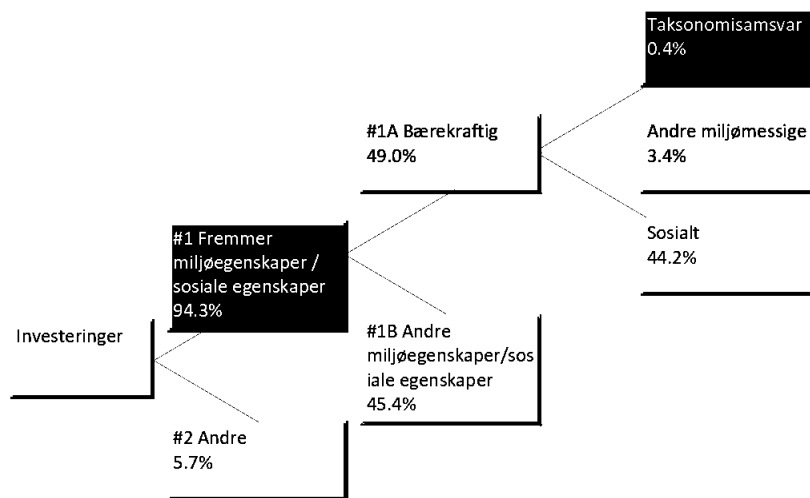 Investeringer
#1 Fremmer
miljøegenskaper /
sosiale egenskaper
94.3%
#2 Andre
5.7%
#1A Bærekraftig
49.0%
#1B Andre
miljøegenskaper/sos
iale egenskaper
45.4%
Taksonomisamsvar
0.4%
Andre miljømessige
3.4%
Sosialt
44.2%